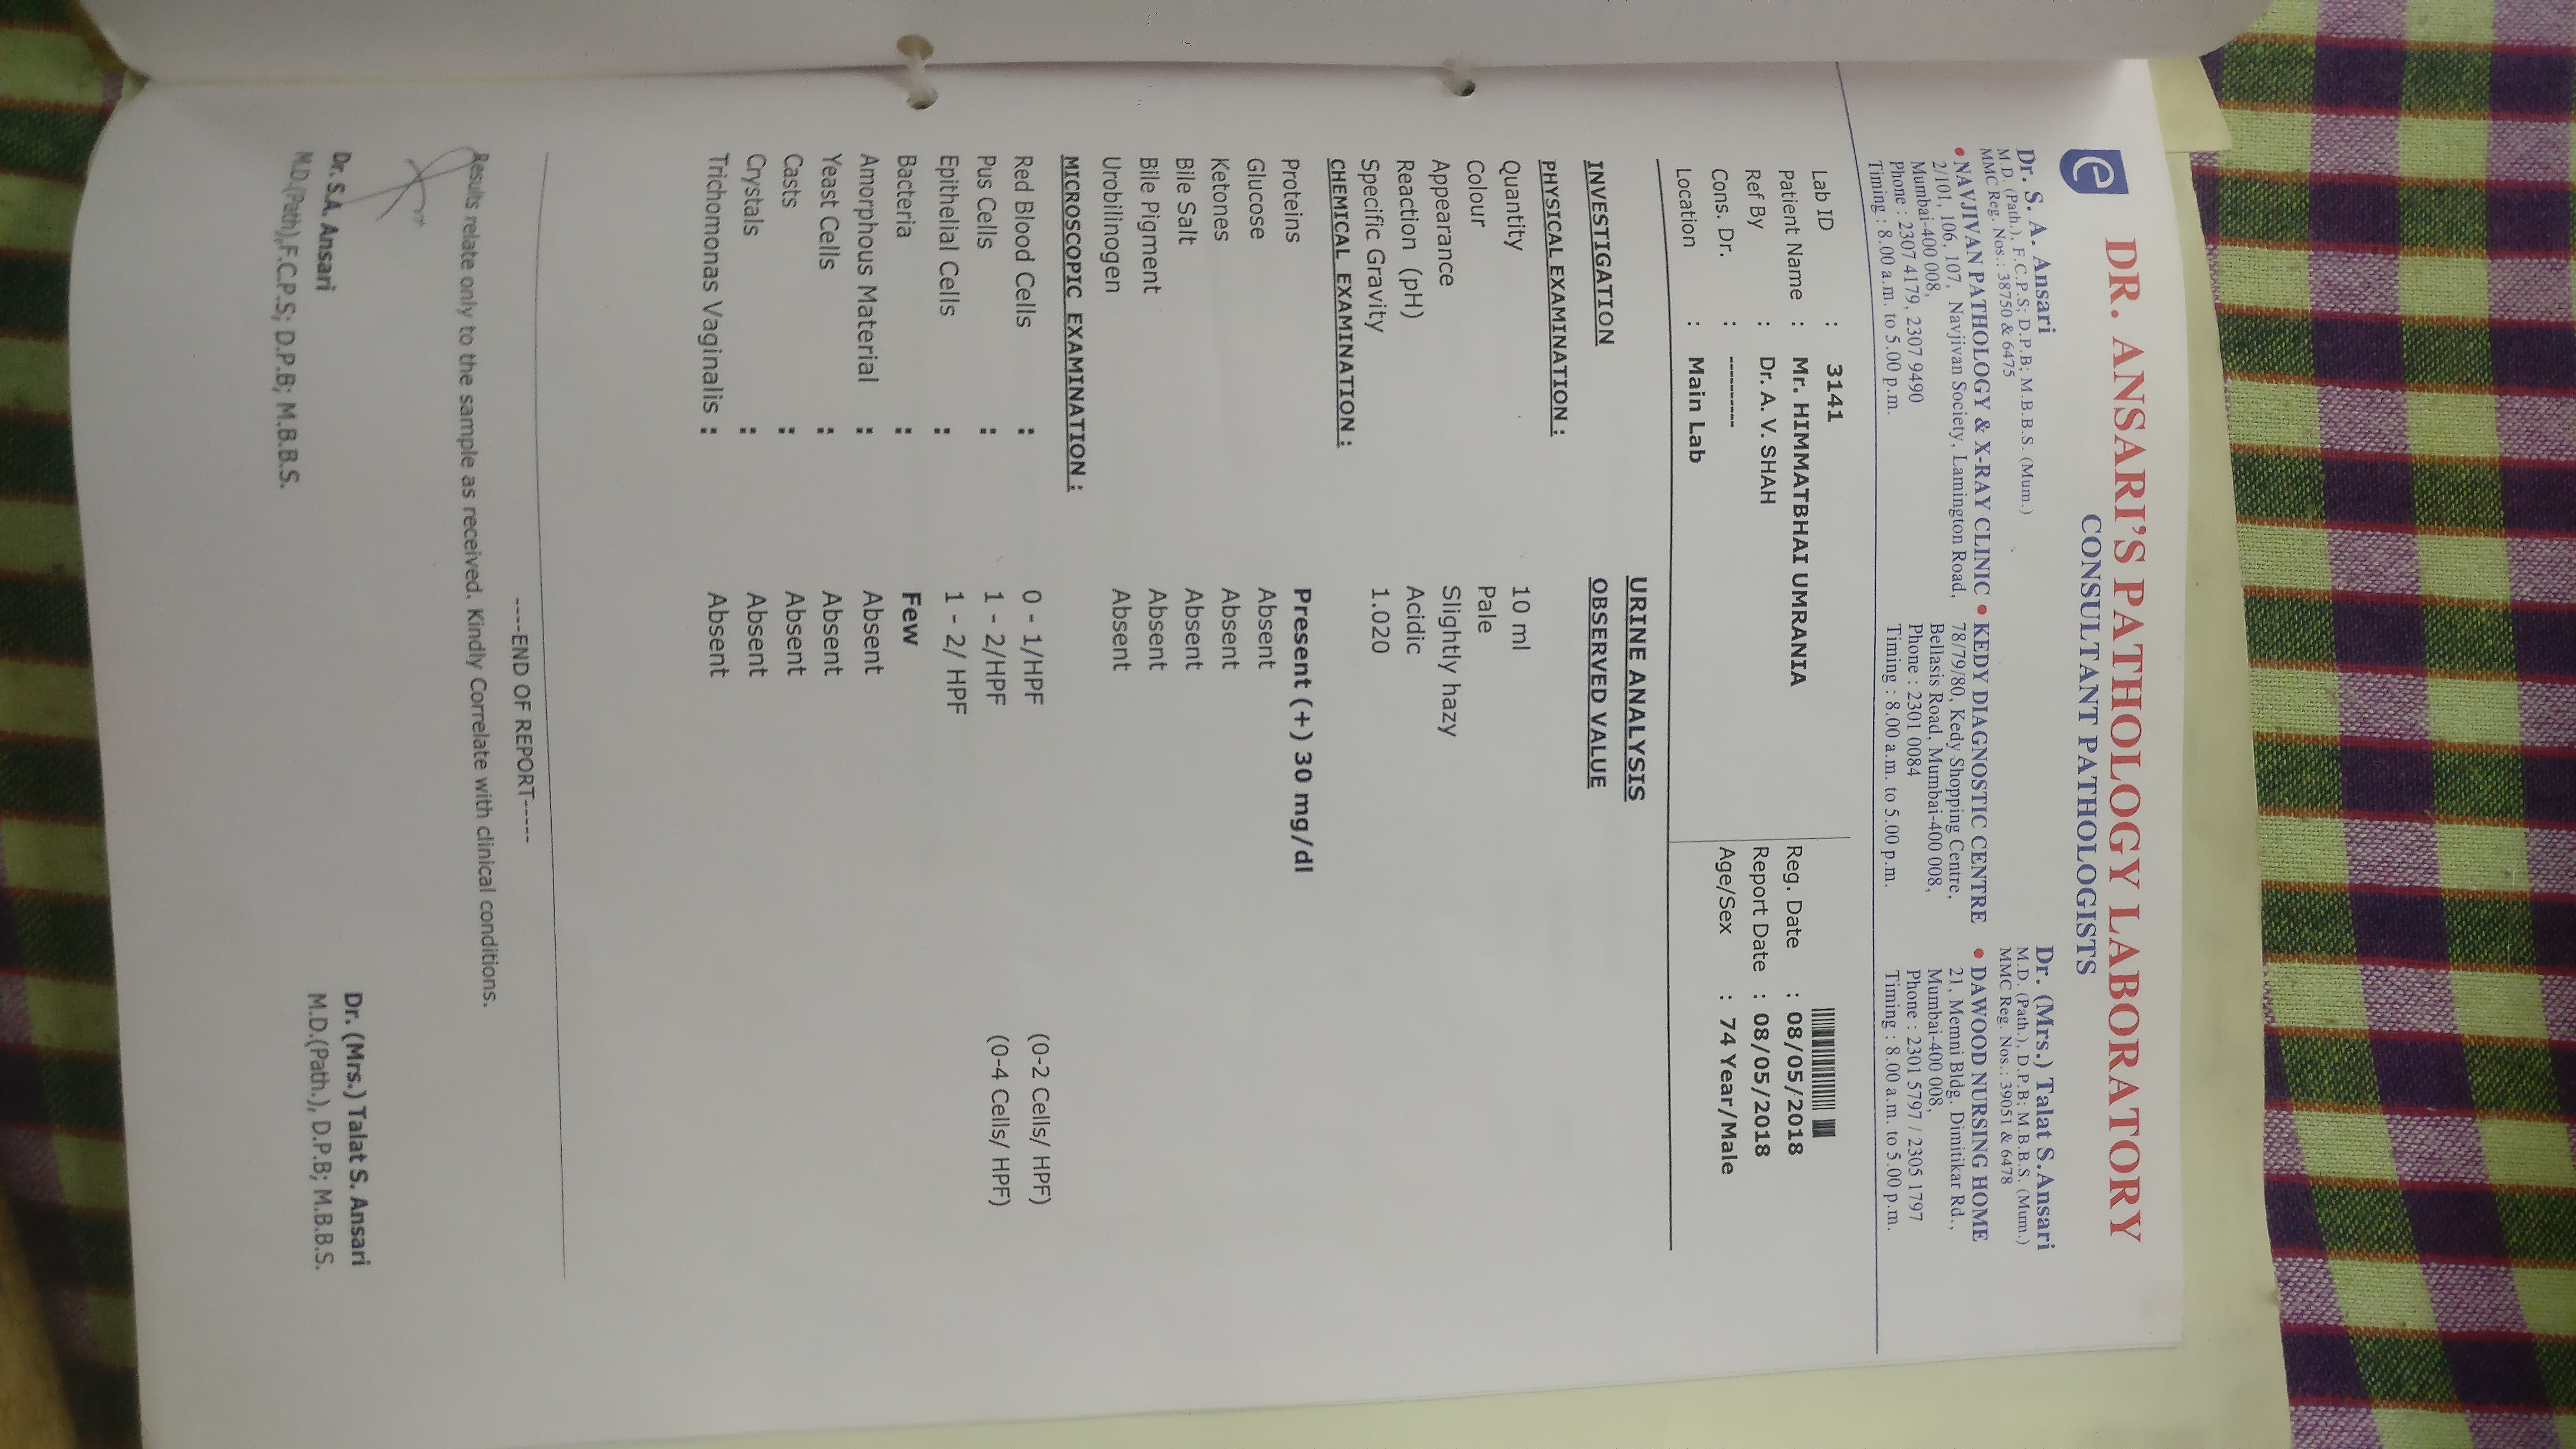 e
DR. ANSARI'S PATHOLOGY LABORATORY
CONSULTANT PATHOLOGISTS
Dr. S. A. Ansari
M.D. (Path.), F.C.P.S; D.P.B; M.B.B.S. (Mum.)
MMC Reg. Nos.: 38750 & 6475
Dr. (Mrs.) Talat S.Ansari
M.D. (Path.), D.P.B; M.B.B.S. (Mum.)
MMC Reg. Nos.: 39051 & 6478
• NAVJIVAN PATHOLOGY & X-RAY CLINIC
2/101, 106, 107, Navjivan Society, Lamington Road,
Mumbai-400 008,
Phone : 2307 4179, 2307 9490
Timing : 8.00 a.m. to 5.00 p.m.
• KEDY DIAGNOSTIC CENTRE
78/79/80, Kedy Shopping Centre,
Bellasis Road, Mumbai-400 008,
Phone : 2301 0084
Timing : 8.00 a.m. to 5.00 p.m.
• DAWOOD NURSING HOME
21, Memni Bldg. Dimitikar Rd.,
Mumbai-400 008,
Phone : 2301 5797 / 2305 1797
Timing : 8.00 a.m. to 5.00 p.m.
Lab ID : 3141
Patient Name : Mr. HIMMATBHAI UMRANIA
Ref By : Dr. A. V. SHAH
Cons. Dr. : ----------
Location : Main Lab
Reg. Date : 08/05/2018
Report Date : 08/05/2018
Age/Sex : 74 Year/Male
URINE ANALYSIS
INVESTIGATION OBSERVED VALUE
PHYSICAL EXAMINATION :
Quantity 10 ml
Colour Pale
Appearance Slightly hazy
Reaction (pH) Acidic
Specific Gravity 1.020
CHEMICAL EXAMINATION :
Proteins Present (+) 30 mg/dl
Glucose Absent
Ketones Absent
Bile Salt Absent
Bile Pigment Absent
Urobilinogen Absent
MICROSCOPIC EXAMINATION :
Red Blood Cells : 0 - 1/HPF (0-2 Cells/ HPF)
Pus Cells : 1 - 2/HPF (0-4 Cells/ HPF)
Epithelial Cells : 1 - 2/ HPF
Bacteria : Few
Amorphous Material : Absent
Yeast Cells : Absent
Casts : Absent
Crystals : Absent
Trichomonas Vaginalis : Absent
----END OF REPORT-----
Results relate only to the sample as received. Kindly Correlate with clinical conditions.
Dr. S.A. Ansari
M.D.(Path),F.C.P.S; D.P.B; M.B.B.S.
Dr. (Mrs.) Talat S. Ansari
M.D.(Path.), D.P.B; M.B.B.S.